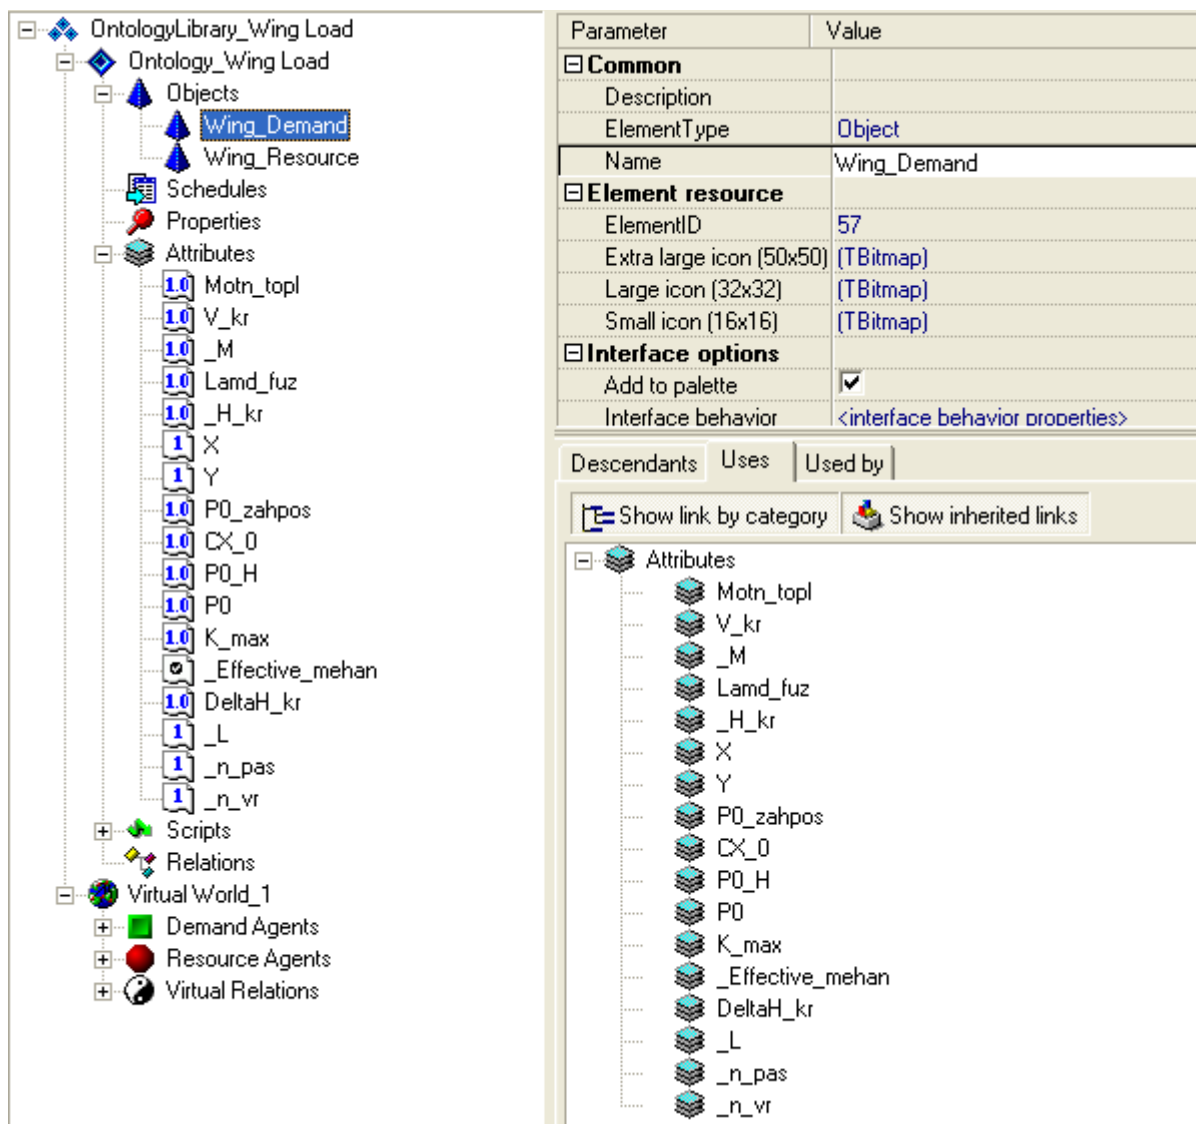 OntologyLibrary_Wing Load
Ontology_Wing Load
Objects
Wing_Demand
Wing_Resource
Schedules
Properties
Attributes
1.0 Motn_topl
1.0 V_kr
1.0 _M
1.0 Lamd_fuz
1.0 _H_kr
1 X
1 Y
1.0 P0_zahpos
1.0 CX_0
1.0 P0_H
1.0 P0
1.0 K_max
_Effective_mehan
1.0 DeltaH_kr
1 _L
1 _n_pas
1 _n_vr
Scripts
Relations
Virtual World_1
Demand Agents
Resource Agents
Virtual Relations
Parameter Value
Common
Description
ElementType Object
Name Wing_Demand
Element resource
ElementID 57
Extra large icon (50x50) (TBitmap)
Large icon (32x32) (TBitmap)
Small icon (16x16) (TBitmap)
Interface options
Add to palette
Interface behavior <interface behavior properties>
Descendants Uses Used by
Show link by category Show inherited links
Attributes
Motn_topl
V_kr
_M
Lamd_fuz
_H_kr
X
Y
P0_zahpos
CX_0
P0_H
P0
K_max
_Effective_mehan
DeltaH_kr
_L
_n_pas
_n_vr